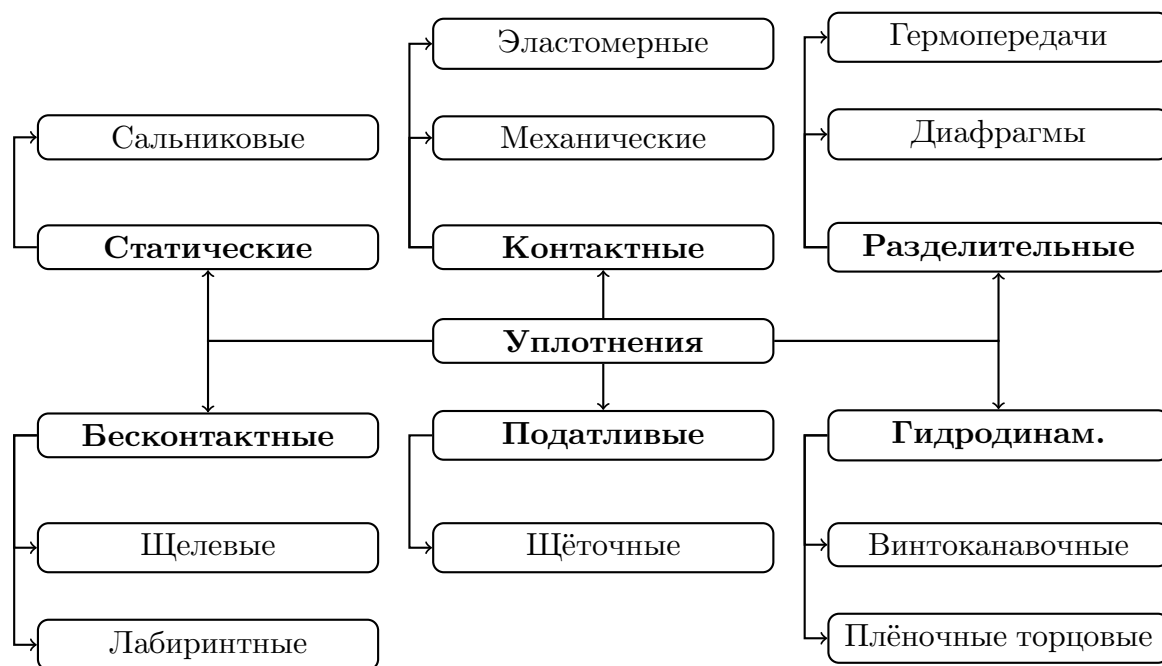 Эластомерные
Гермопередачи
Сальниковые
Механические
Диафрагмы
Статические
Контактные
Разделительные
Уплотнения
Бесконтактные
Податливые
Гидродинам.
Щелевые
Щёточные
Винтоканавочные
Лабиринтные
Плёночные торцовые